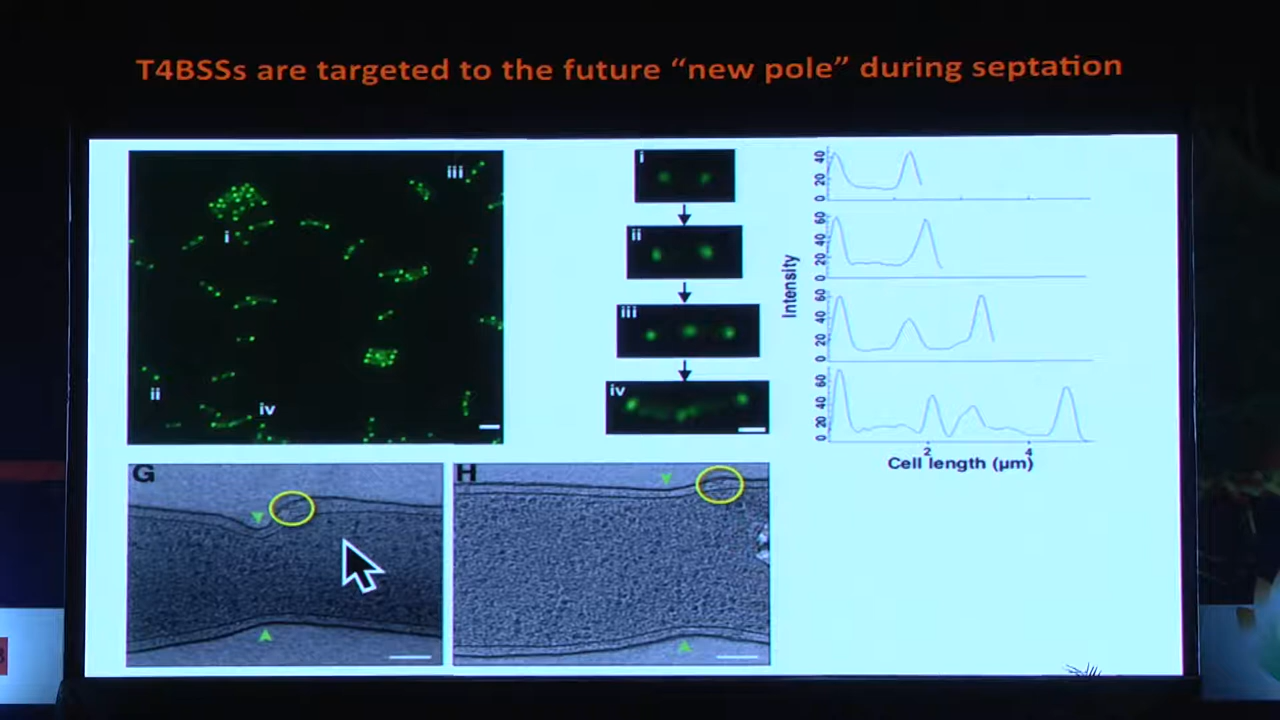 T4BSSs are targeted to the future “new pole” during septation
iii
i
ii
iv
i
ii
iii
iv
Intensity
40
20
0
60
40
20
0
60
40
20
0
60
40
20
0
2
4
Cell length (µm)
G
H